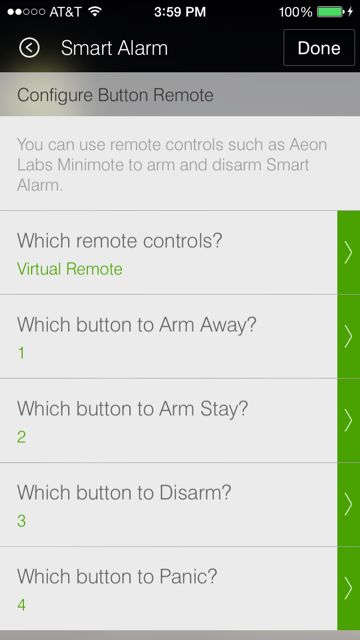 AT&T 3:59 PM 100%
Smart Alarm Done
Configure Button Remote
You can use remote controls such as Aeon
Labs Minimote to arm and disarm Smart
Alarm.
Which remote controls?
Virtual Remote
Which button to Arm Away?
1
Which button to Arm Stay?
2
Which button to Disarm?
3
Which button to Panic?
4